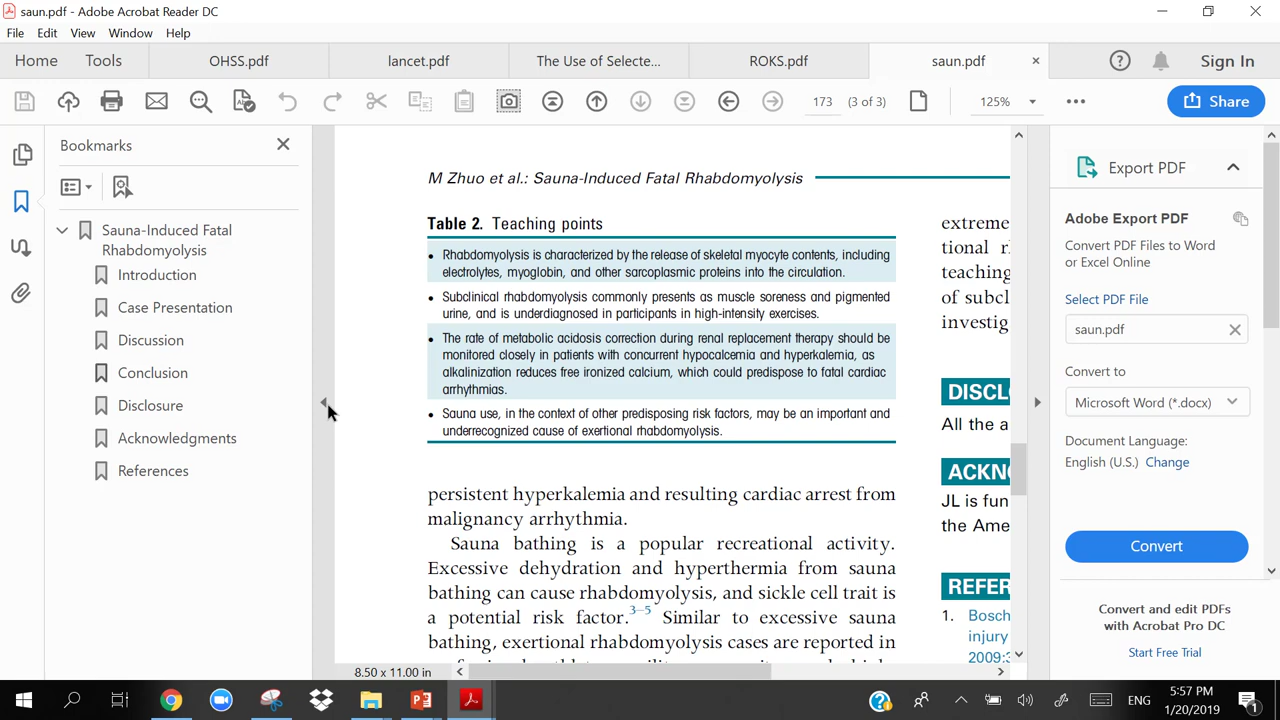 saun.pdf - Adobe Acrobat Reader DC
File Edit View Window Help
Home Tools OHSS.pdf lancet.pdf The Use of Selecte... ROKS.pdf saun.pdf
Sign In
173 (3 of 3) 125% Share
Bookmarks
Sauna-Induced Fatal
Rhabdomyolysis
Introduction
Case Presentation
Discussion
Conclusion
Disclosure
Acknowledgments
References
M Zhuo et al.: Sauna-Induced Fatal Rhabdomyolysis
Table 2. Teaching points
• Rhabdomyolysis is characterized by the release of skeletal myocyte contents, including
electrolytes, myoglobin, and other sarcoplasmic proteins into the circulation.
• Subclinical rhabdomyolysis commonly presents as muscle soreness and pigmented
urine, and is underdiagnosed in participants in high-intensity exercises.
• The rate of metabolic acidosis correction during renal replacement therapy should be
monitored closely in patients with concurrent hypocalcemia and hyperkalemia, as
alkalinization reduces free ironized calcium, which could predispose to fatal cardiac
arrhythmias.
• Sauna use, in the context of other predisposing risk factors, may be an important and
underrecognized cause of exertional rhabdomyolysis.
persistent hyperkalemia and resulting cardiac arrest from
malignancy arrhythmia.
Sauna bathing is a popular recreational activity.
Excessive dehydration and hyperthermia from sauna
bathing can cause rhabdomyolysis, and sickle cell trait is
a potential risk factor.3–5 Similar to excessive sauna
bathing, exertional rhabdomyolysis cases are reported in
8.50 x 11.00 in
extreme
tional r
teaching
of subcl
investig
DISCL
All the a
ACKN
JL is fun
the Ame
REFER
1. Bosch
injury
2009:3
Export PDF
Adobe Export PDF
Convert PDF Files to Word
or Excel Online
Select PDF File
saun.pdf
Convert to
Microsoft Word (*.docx)
Document Language:
English (U.S.) Change
Convert
Convert and edit PDFs
with Acrobat Pro DC
Start Free Trial
ENG
5:57 PM
1/20/2019
1